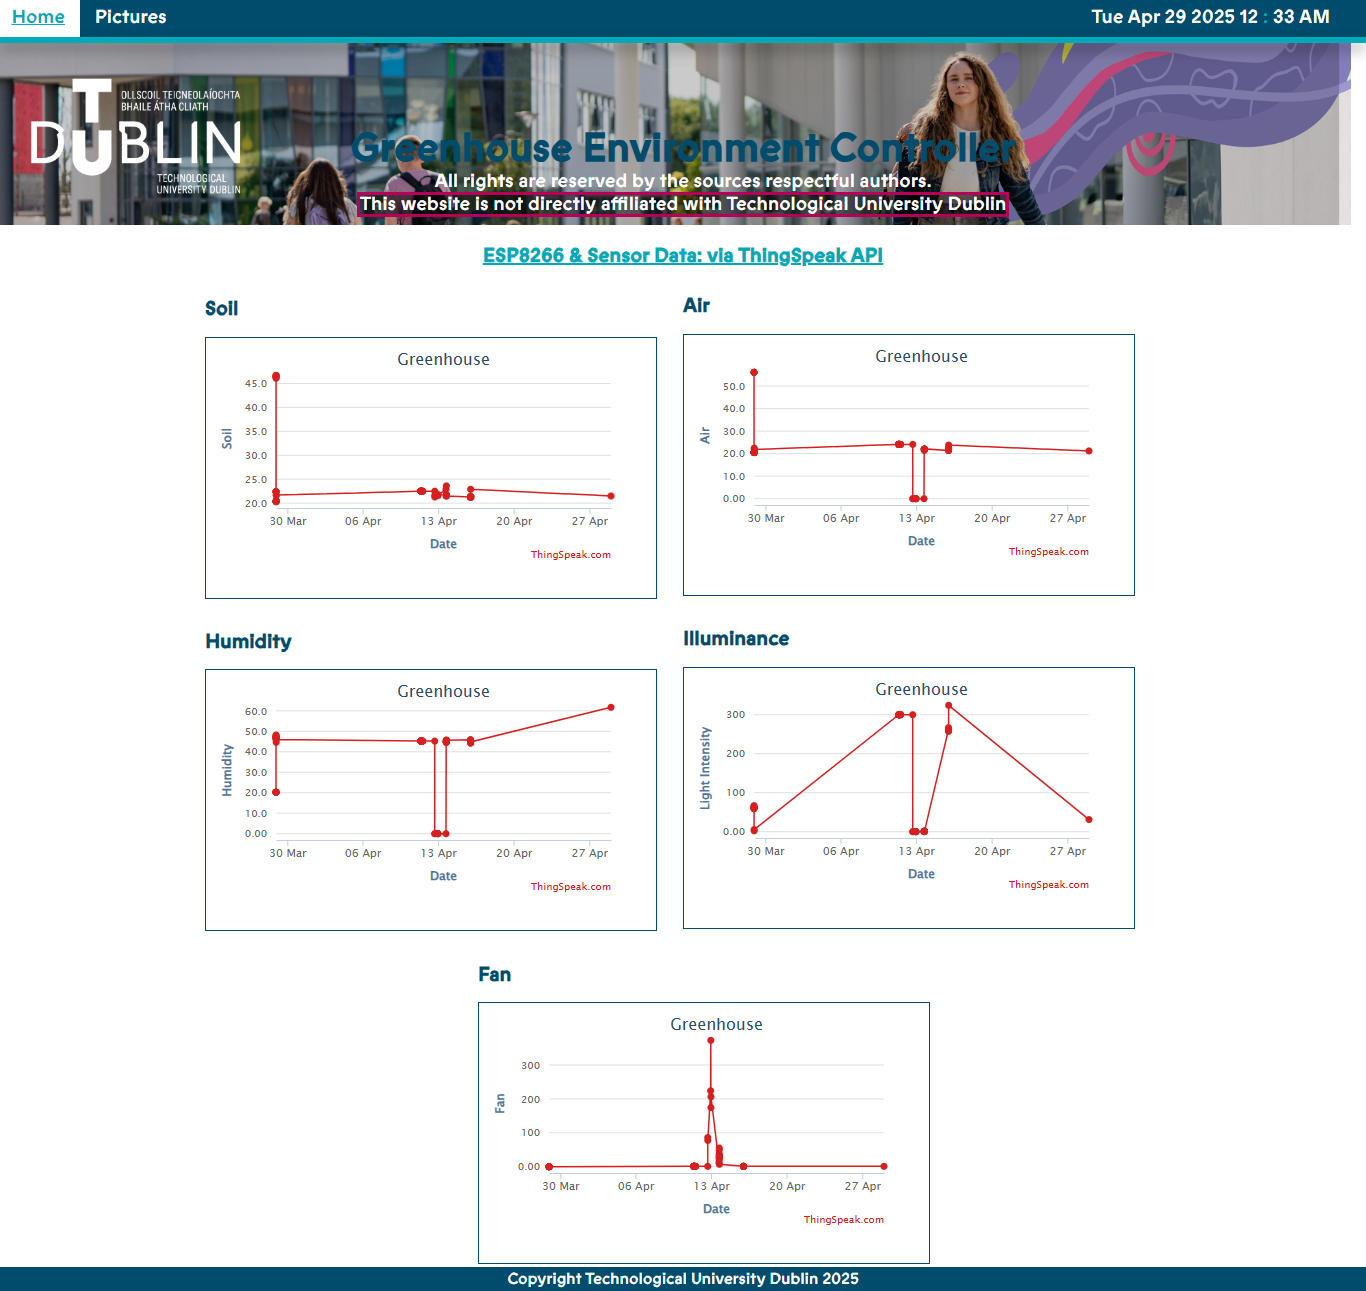 Home
Pictures
Tue Apr 29 2025 12 : 33 AM
OLLSCOIL TEICNEOLAÍOCHTA
BHAILE ÁTHA CLIATH
DUBLIN
TECHNOLOGICAL
UNIVERSITY DUBLIN
Greenhouse Environment Controller
All rights are reserved by the sources respectful authors.
This website is not directly affiliated with Technological University Dublin
ESP8266 & Sensor Data: via ThingSpeak API
Soil
Greenhouse
45.0
40.0
35.0
30.0
25.0
20.0
Soil
30 Mar 06 Apr 13 Apr 20 Apr 27 Apr
Date
ThingSpeak.com
Air
Greenhouse
50.0
40.0
30.0
20.0
10.0
0.00
Air
30 Mar 06 Apr 13 Apr 20 Apr 27 Apr
Date
ThingSpeak.com
Humidity
Greenhouse
60.0
50.0
40.0
30.0
20.0
10.0
0.00
Humidity
30 Mar 06 Apr 13 Apr 20 Apr 27 Apr
Date
ThingSpeak.com
Illuminance
Greenhouse
300
200
100
0.00
Light Intensity
30 Mar 06 Apr 13 Apr 20 Apr 27 Apr
Date
ThingSpeak.com
Fan
Greenhouse
300
200
100
0.00
Fan
30 Mar 06 Apr 13 Apr 20 Apr 27 Apr
Date
ThingSpeak.com
Copyright Technological University Dublin 2025